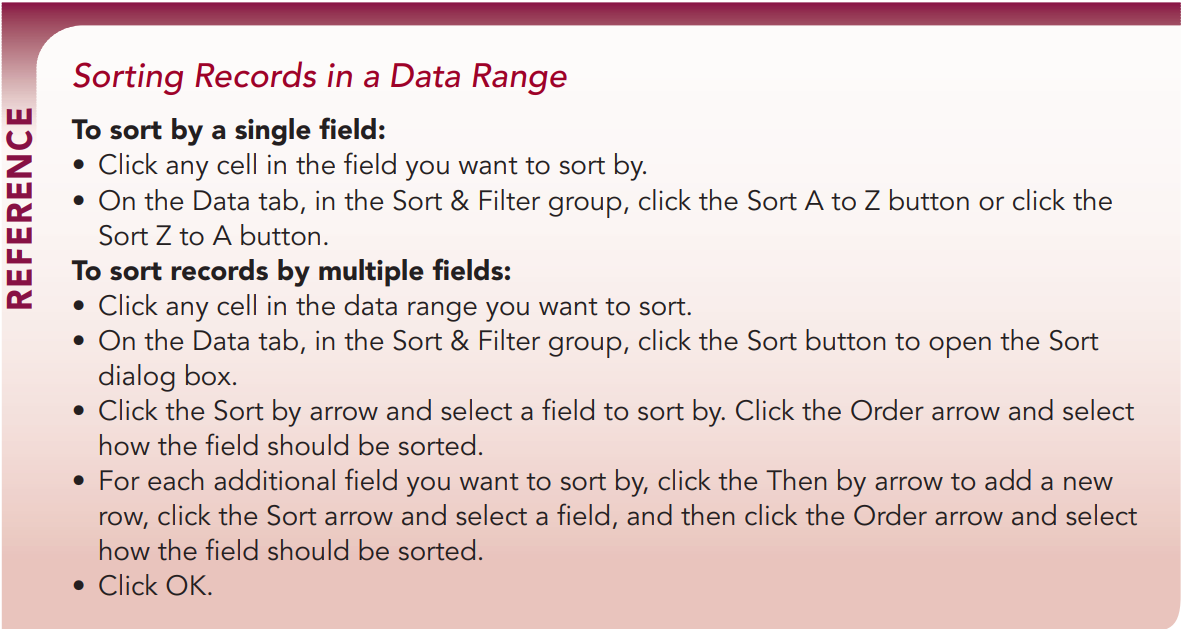 REFERENCE
Sorting Records in a Data Range
To sort by a single field:
• Click any cell in the field you want to sort by.
• On the Data tab, in the Sort & Filter group, click the Sort A to Z button or click the
Sort Z to A button.
To sort records by multiple fields:
• Click any cell in the data range you want to sort.
• On the Data tab, in the Sort & Filter group, click the Sort button to open the Sort
dialog box.
• Click the Sort by arrow and select a field to sort by. Click the Order arrow and select
how the field should be sorted.
• For each additional field you want to sort by, click the Then by arrow to add a new
row, click the Sort arrow and select a field, and then click the Order arrow and select
how the field should be sorted.
• Click OK.